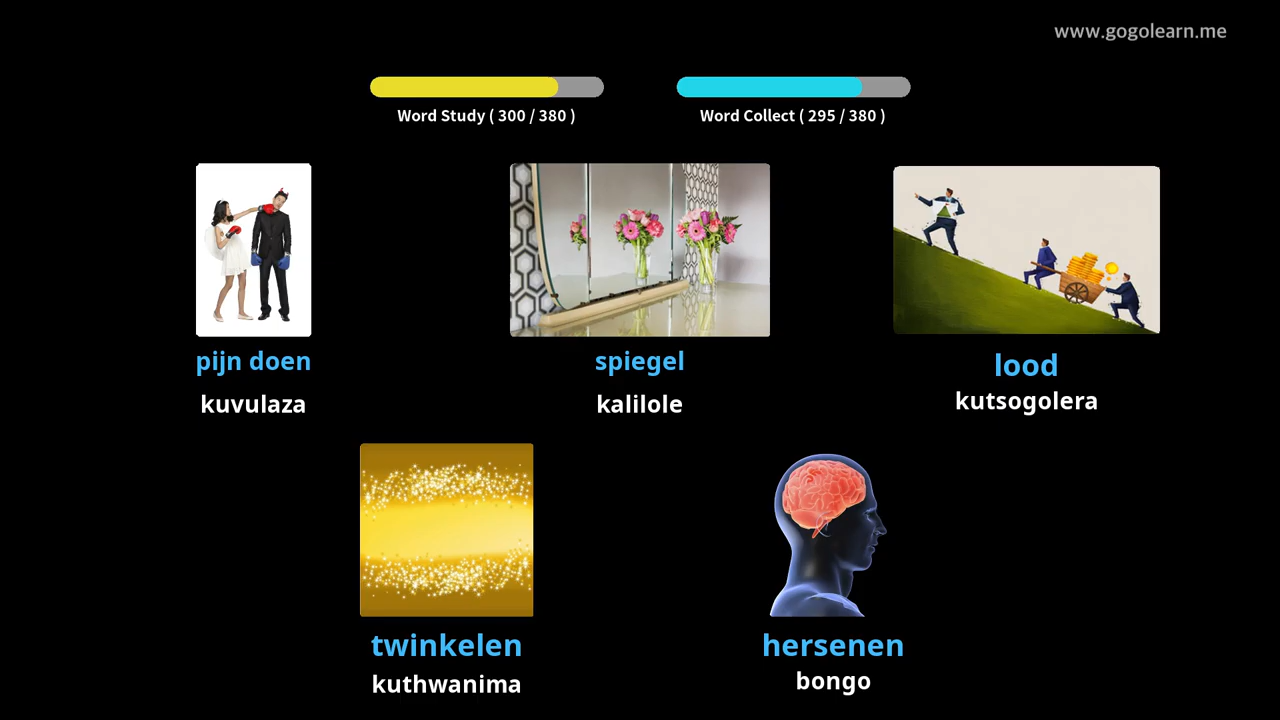 www.gogolearn.me
Word Study ( 300 / 380 )
Word Collect ( 295 / 380 )
pijn doen
kuvulaza
spiegel
kalilole
lood
kutsogolera
twinkelen
kuthwanima
hersenen
bongo